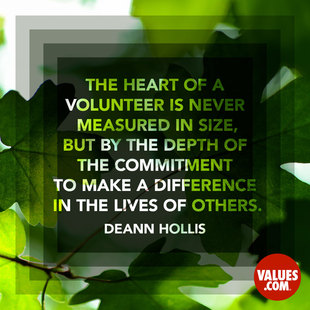 THE HEART OF A
VOLUNTEER IS NEVER
MEASURED IN SIZE,
BUT BY THE DEPTH OF
THE COMMITMENT
TO MAKE A DIFFERENCE
IN THE LIVES OF OTHERS.
DEANN HOLLIS
VALUES
.COM